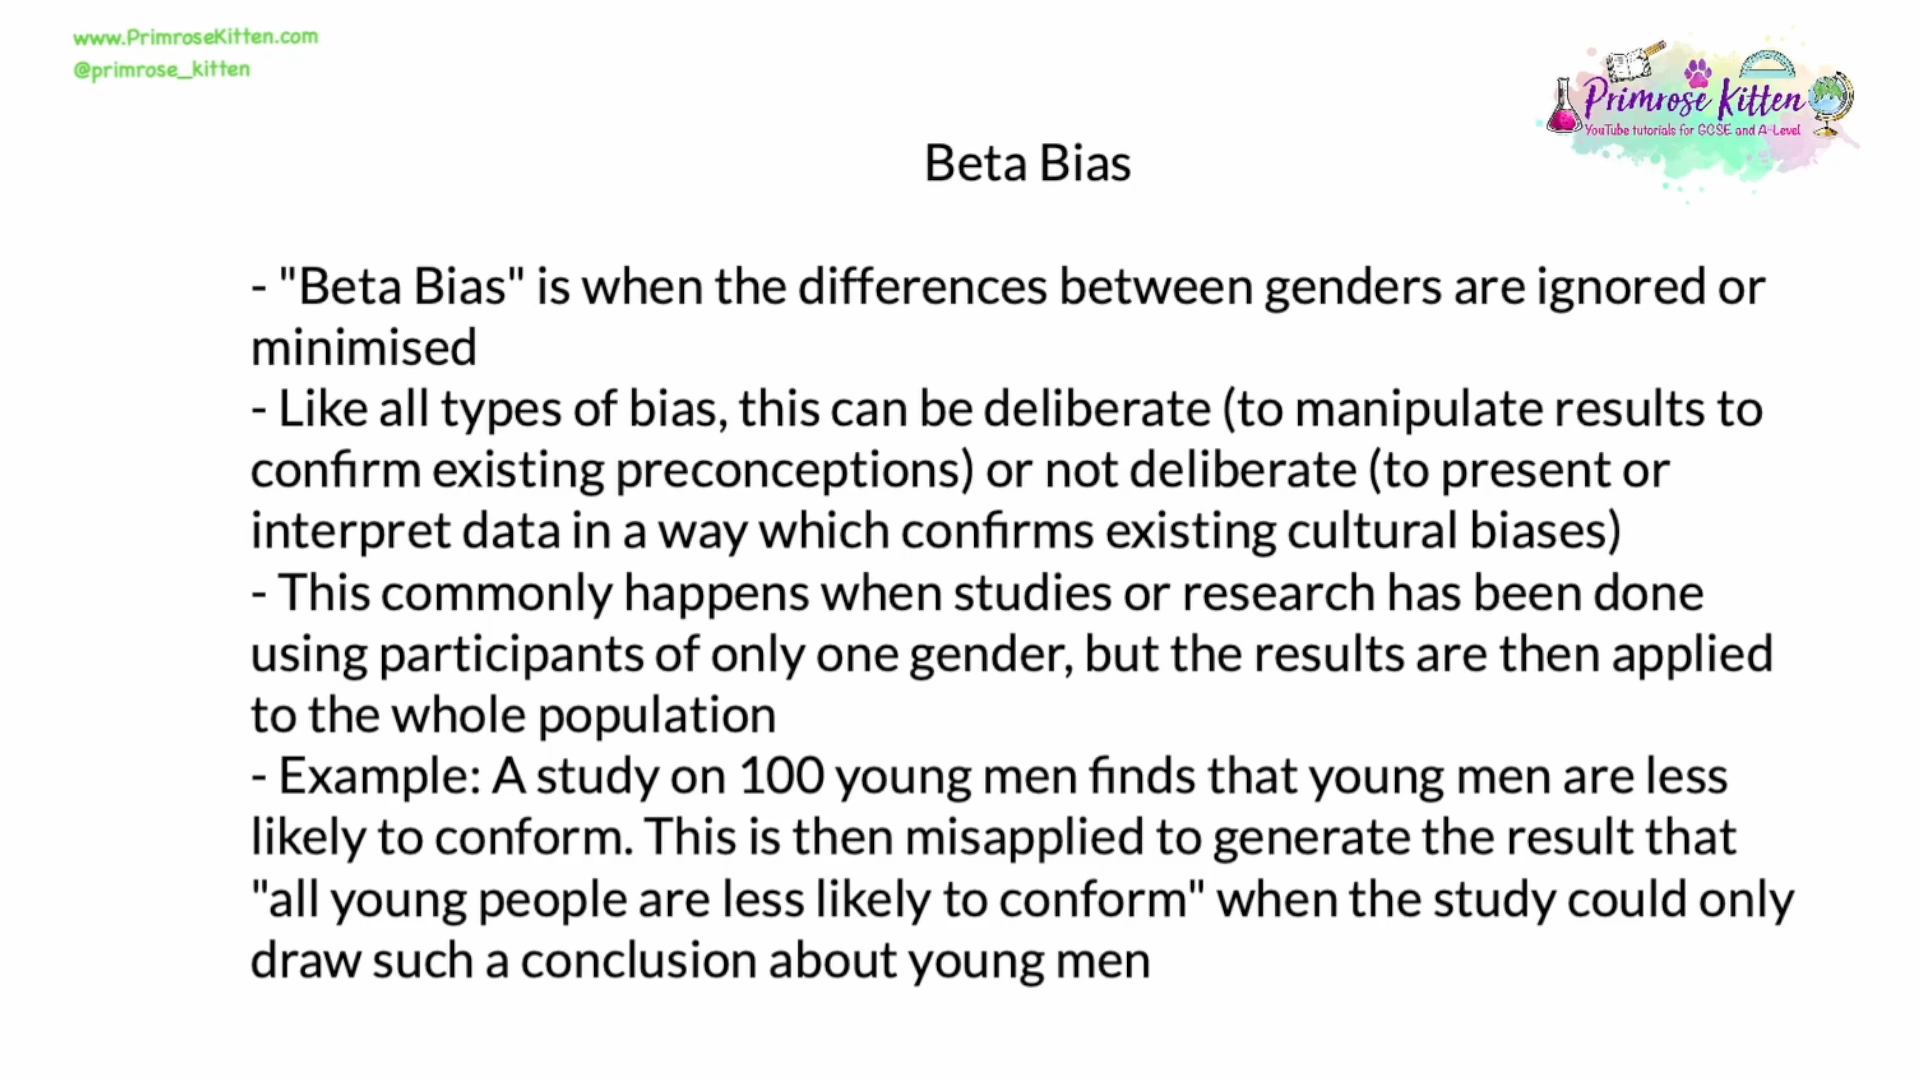 www.PrimroseKitten.com
@primrose_kitten
Primrose Kitten
YouTube tutorials for GCSE and A-Level
Beta Bias
- "Beta Bias" is when the differences between genders are ignored or
minimised
- Like all types of bias, this can be deliberate (to manipulate results to
confirm existing preconceptions) or not deliberate (to present or
interpret data in a way which confirms existing cultural biases)
- This commonly happens when studies or research has been done
using participants of only one gender, but the results are then applied
to the whole population
- Example: A study on 100 young men finds that young men are less
likely to conform. This is then misapplied to generate the result that
"all young people are less likely to conform" when the study could only
draw such a conclusion about young men